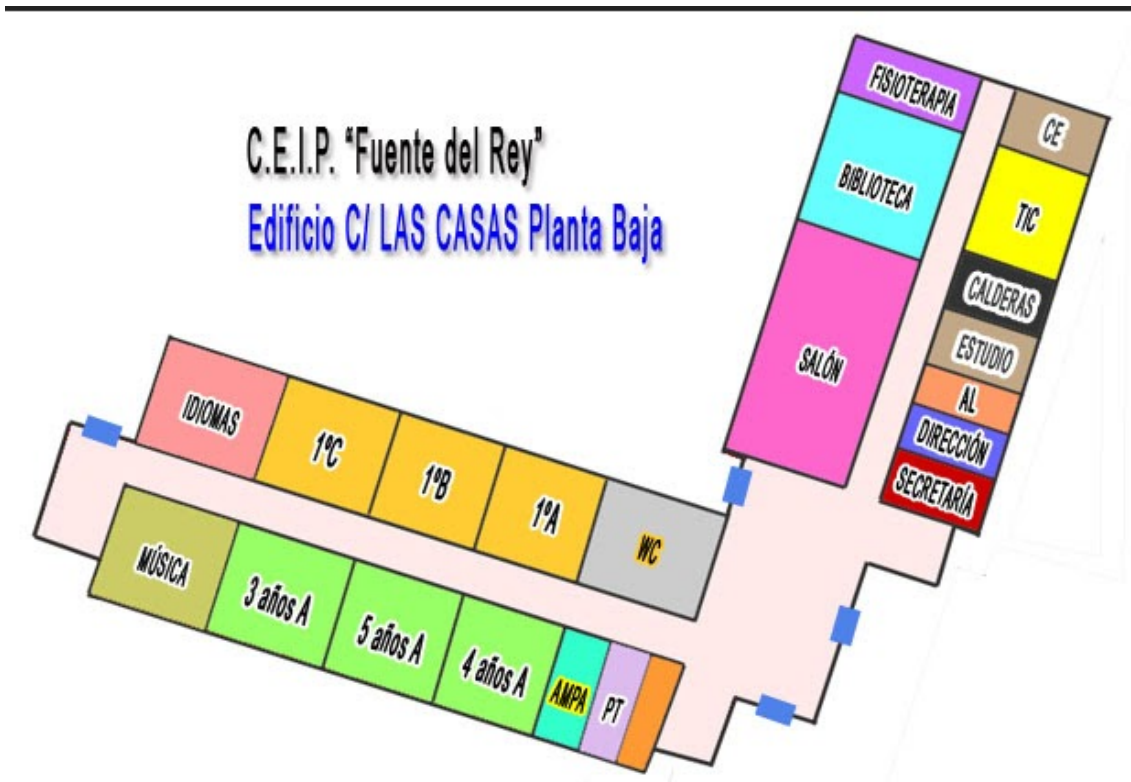 C.E.I.P. “Fuente del Rey”
Edificio C/ LAS CASAS Planta Baja
FISIOTERAPIA
BIBLIOTECA
SALÓN
CE
TIC
CALDERAS
ESTUDIO
AL
DIRECCIÓN
SECRETARÍA
IDIOMAS
1ºC
1ºB
1ºA
WC
MÚSICA
3 años A
5 años A
4 años A
AMPA
PT